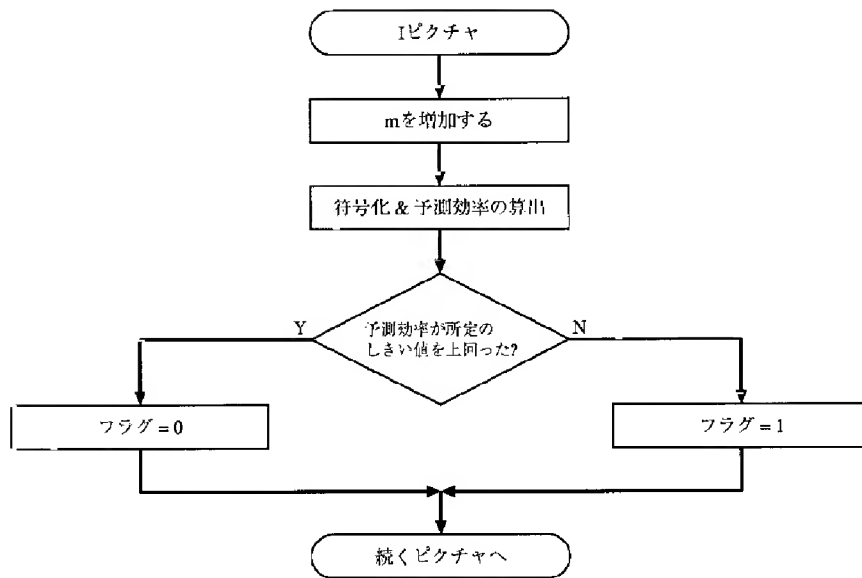 Iピクチャ
mを増加する
符号化 & 予測効率の算出
予測効率が所定の
しきい値を上回った?
Y
N
フラグ=0
フラグ=1
続くピクチャへ